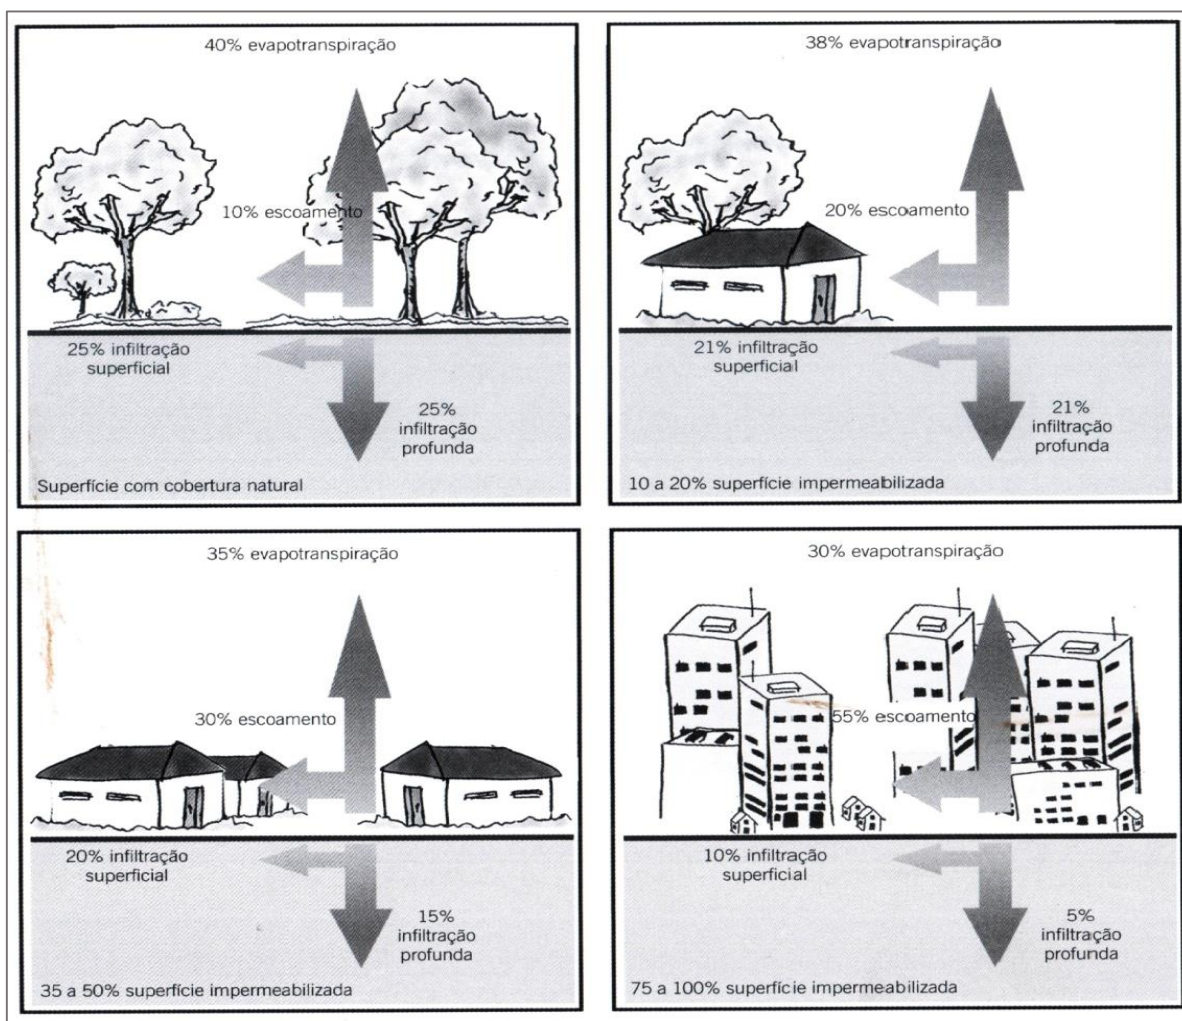 40% evapotranspiração
10% escoamento
25% infiltração
superficial
25%
infiltração
profunda
Superfície com cobertura natural
38% evapotranspiração
20% escoamento
21% infiltração
superficial
21%
infiltração
profunda
10 a 20% superfície impermeabilizada
35% evapotranspiração
30% escoamento
20% infiltração
superficial
15%
infiltração
profunda
35 a 50% superfície impermeabilizada
30% evapotranspiração
55% escoamento
10% infiltração
superficial
5%
infiltração
profunda
75 a 100% superfície impermeabilizada